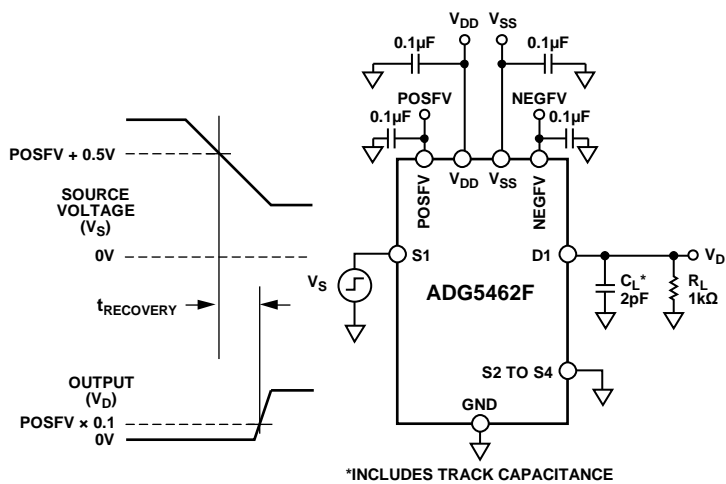 VDD VSS
0.1µF 0.1µF
POSFV NEGFV
0.1µF 0.1µF
POSFV VDD VSS NEGFV
POSFV + 0.5V
SOURCE
VOLTAGE
(VS)
0V
tRECOVERY
OUTPUT
(VD)
POSFV × 0.1
0V
S1
VS
ADG5462F
D1
VD
CL*
2pF
RL
1kΩ
S2 TO S4
GND
*INCLUDES TRACK CAPACITANCE